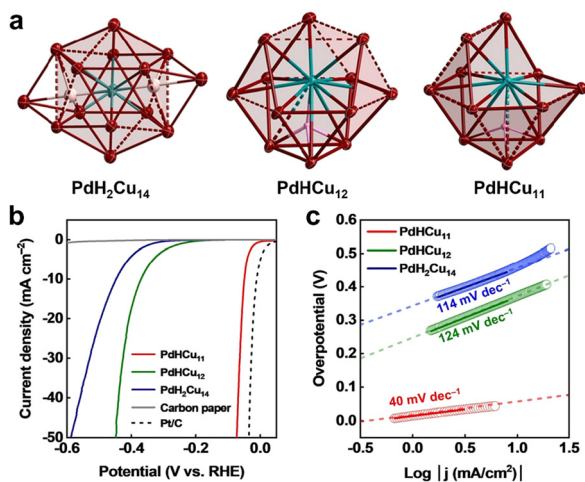 a
PdH₂Cu₁₄
PdHCu₁₂
PdHCu₁₁
b
Current density (mA cm⁻²)
0
-10
-20
-30
-40
-50
PdHCu₁₁
PdHCu₁₂
PdH₂Cu₁₄
Carbon paper
Pt/C
-0.6
-0.4
-0.2
0.0
Potential (V vs. RHE)
c
Overpotential (V)
0.6
0.5
0.4
0.3
0.2
0.1
0.0
PdHCu₁₁
PdHCu₁₂
PdH₂Cu₁₄
114 mV dec⁻¹
124 mV dec⁻¹
40 mV dec⁻¹
-0.5
0.0
0.5
1.0
1.5
Log |j (mA/cm²)|